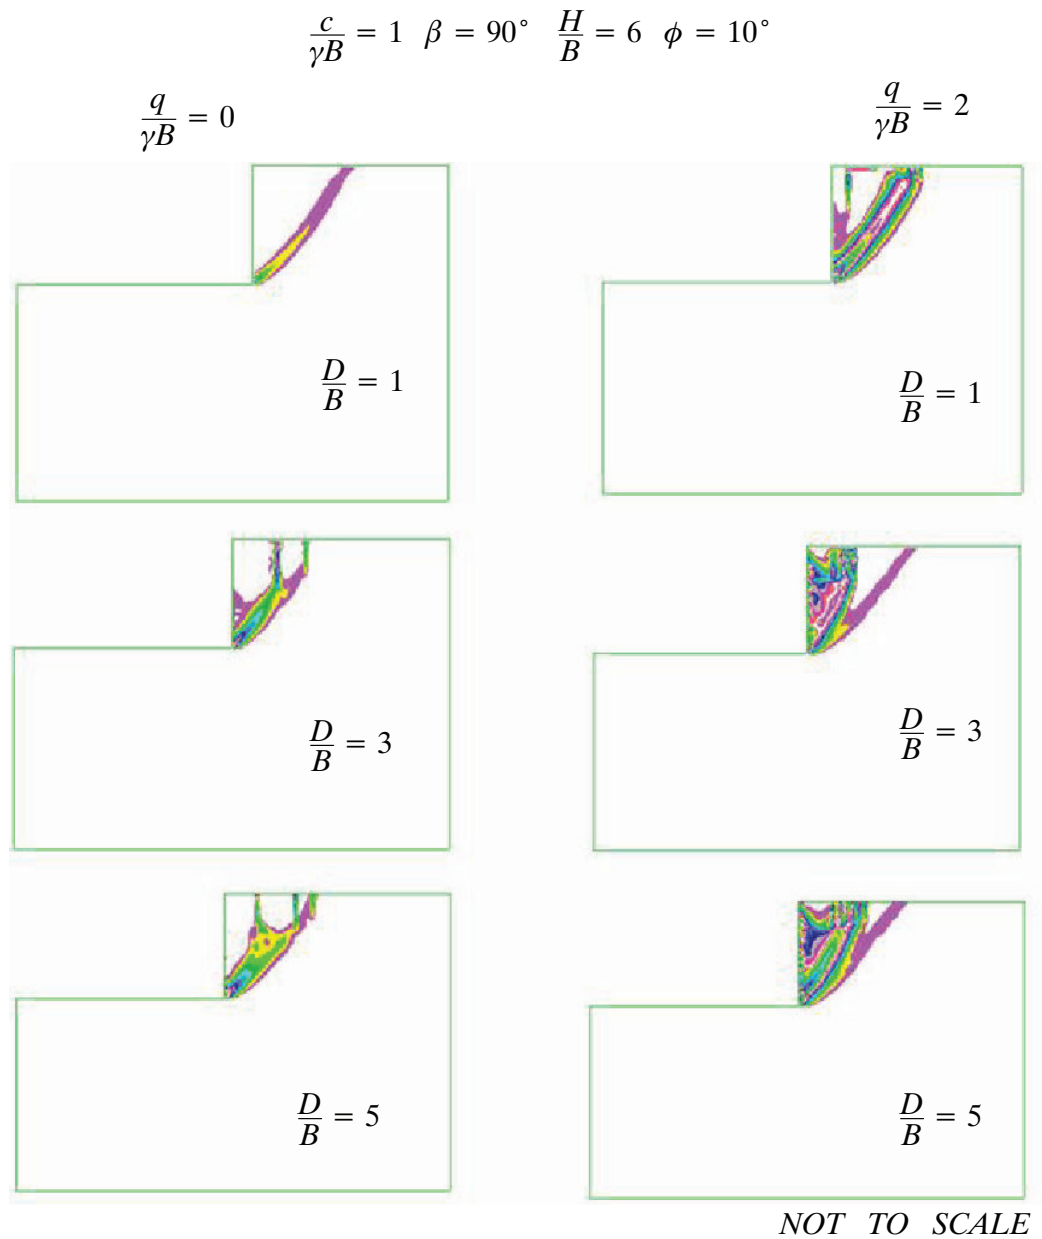 c/γB = 1 β = 90° H/B = 6 ϕ = 10°
q/γB = 0
q/γB = 2
D/B = 1
D/B = 1
D/B = 3
D/B = 3
D/B = 5
D/B = 5
NOT TO SCALE